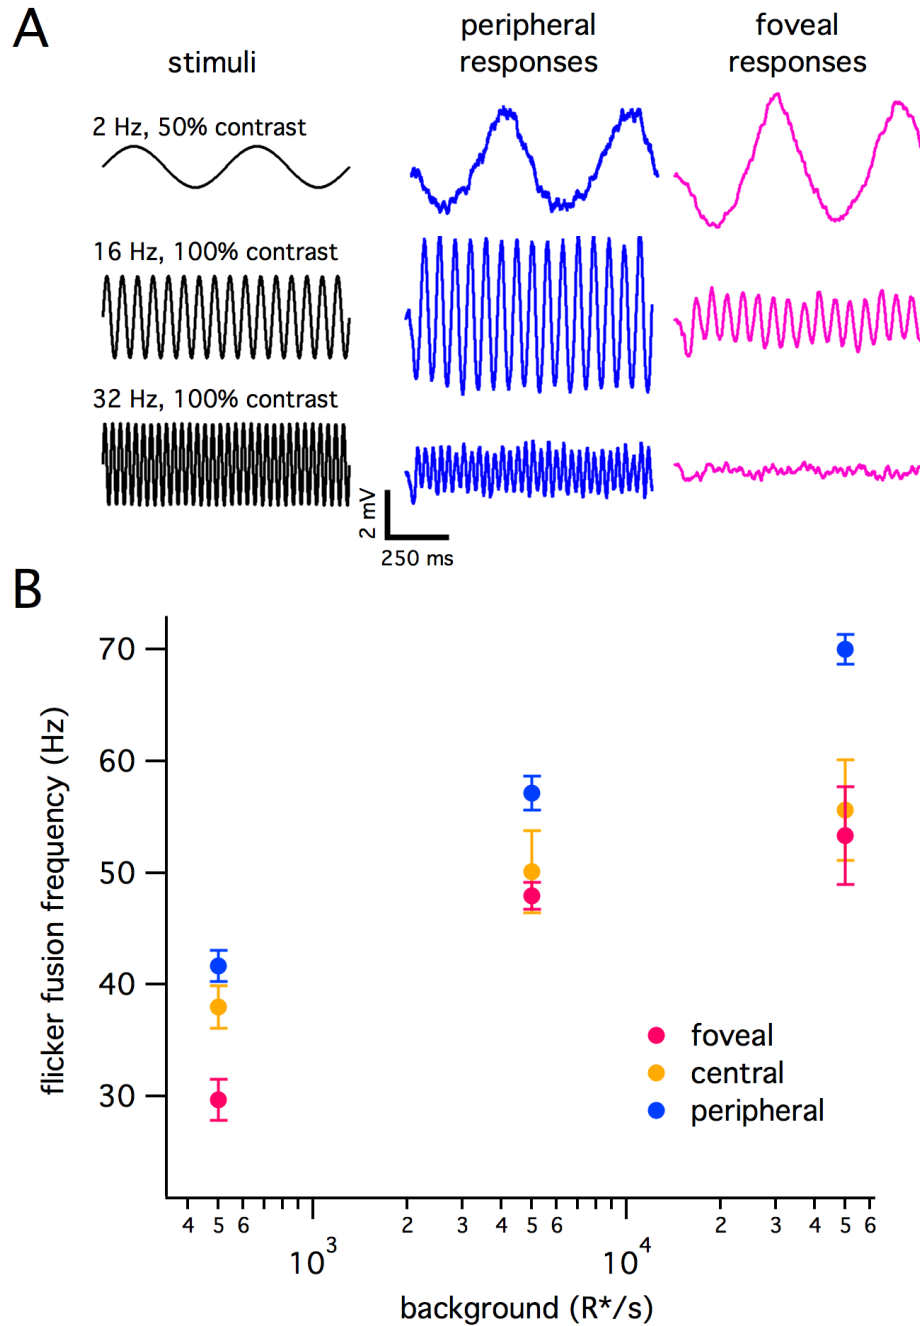 A
stimuli
peripheral
responses
foveal
responses
2 Hz, 50% contrast
16 Hz, 100% contrast
32 Hz, 100% contrast
2 mV
250 ms
B
flicker fusion frequency (Hz)
70
60
50
40
30
foveal
central
peripheral
4 5 6 2 3 4 5 6 2 3 4 5 6
10³ 10⁴
background (R*/s)